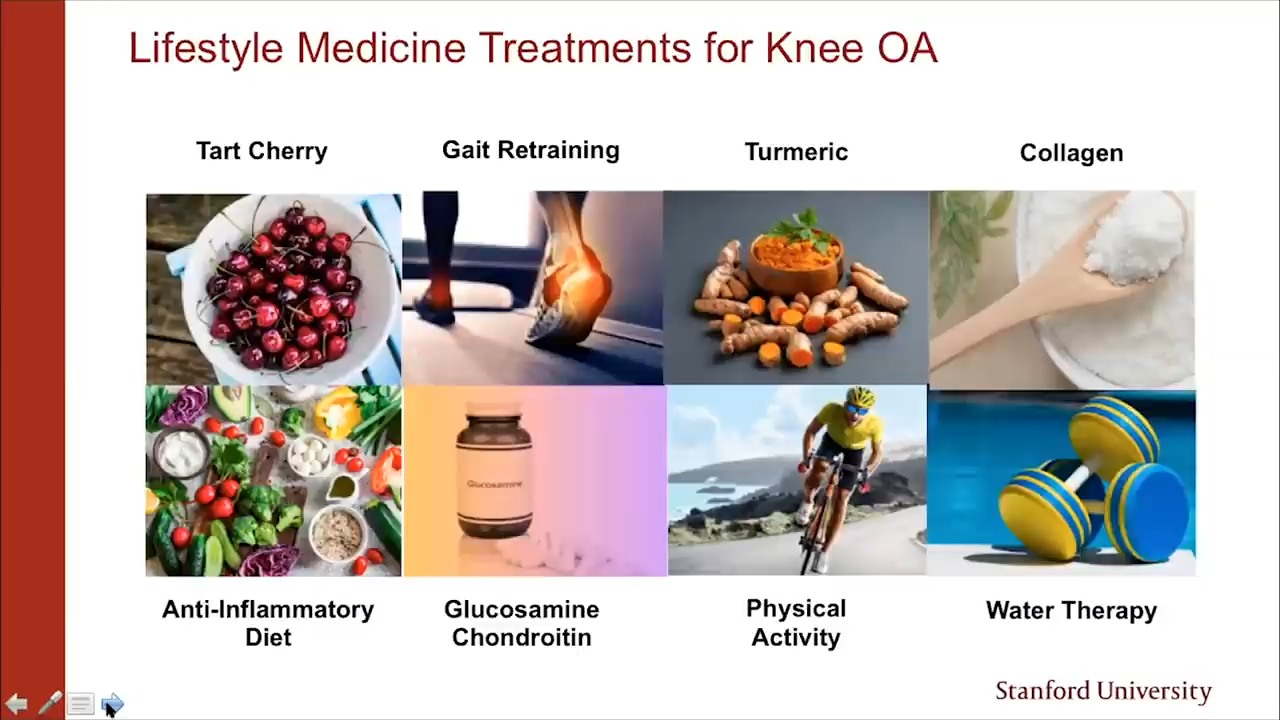 Lifestyle Medicine Treatments for Knee OA
Tart Cherry
Gait Retraining
Turmeric
Collagen
Glucosamine
Anti-Inflammatory
Diet
Glucosamine
Chondroitin
Physical
Activity
Water Therapy
Stanford University